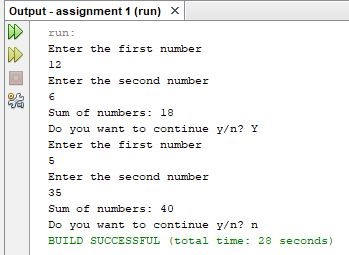 Output - assignment 1 (run) ×
run:
Enter the first number
12
Enter the second number
6
Sum of numbers: 18
Do you want to continue y/n? Y
Enter the first number
5
Enter the second number
35
Sum of numbers: 40
Do you want to continue y/n? n
BUILD SUCCESSFUL (total time: 28 seconds)